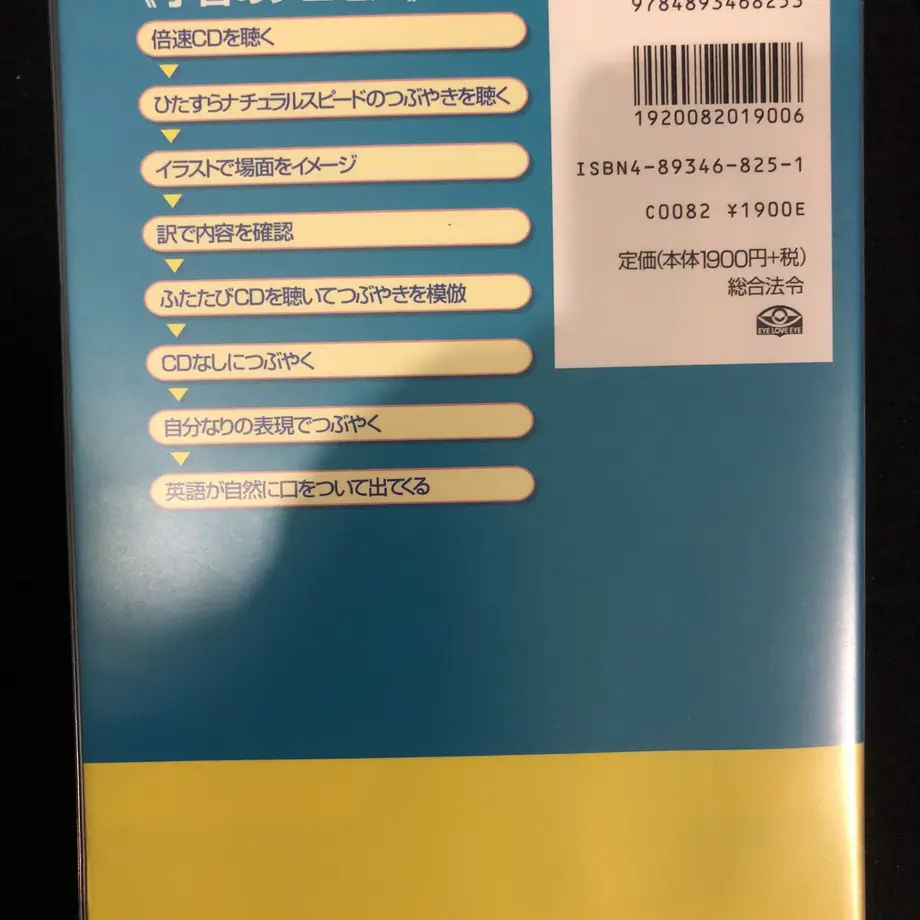 倍速CDを聴く
ひたすらナチュラルスピードのつぶやきを聴く
イラストで場面をイメージ
訳で内容を確認
ふたたびCDを聴いてつぶやきを模倣
CDなしにつぶやく
自分なりの表現でつぶやく
英語が自然に口をついて出てくる
9784893468253
1920082019006
ISBN4-89346-825-1
C0082 ¥1900E
定価(本体1900円+税)
総合法令
EYE LOVE EYE